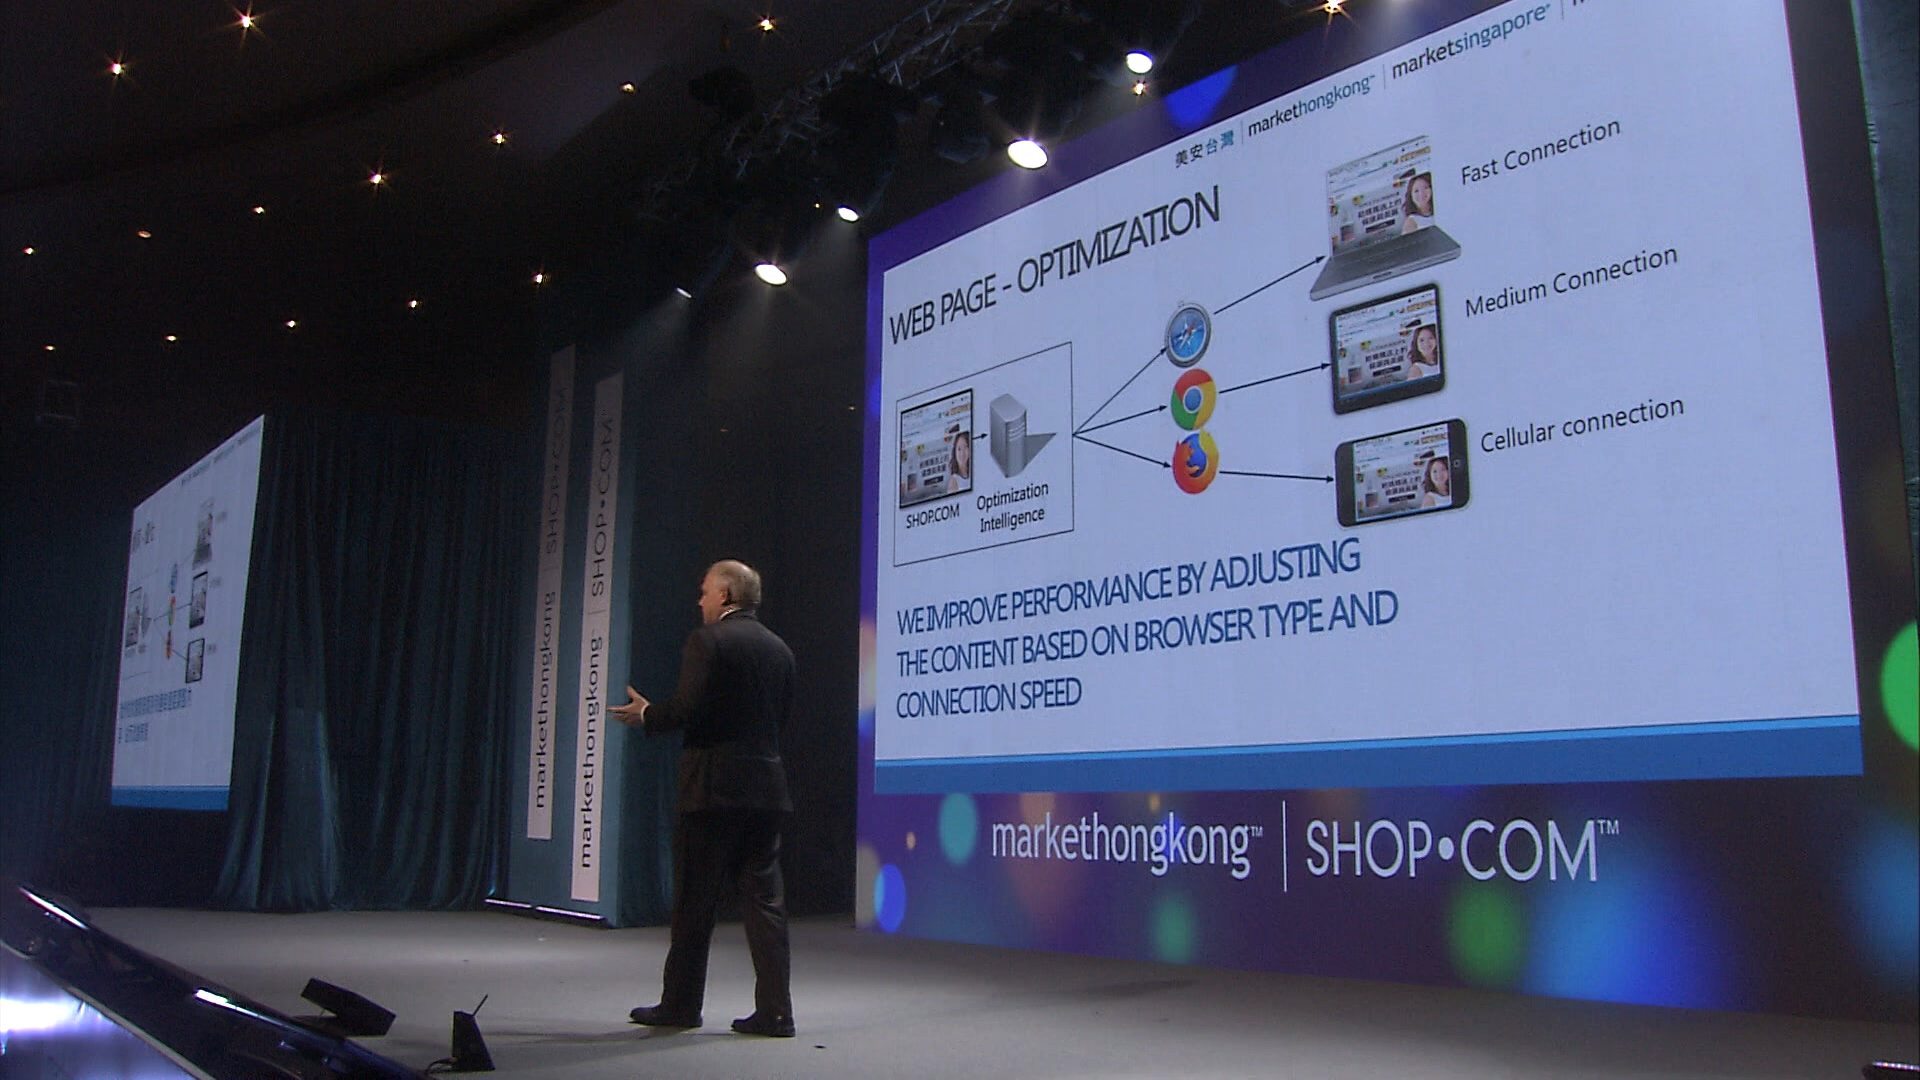 美安台灣 | markethongkong™ | marketsingapore™
WEB PAGE - OPTIMIZATION
Fast Connection
Medium Connection
Cellular connection
SHOP.COM
Optimization
Intelligence
WE IMPROVE PERFORMANCE BY ADJUSTING
THE CONTENT BASED ON BROWSER TYPE AND
CONNECTION SPEED
markethongkong™ | SHOP•COM™
markethongkong | SHOP•COM
markethongkong | SHOP•COM